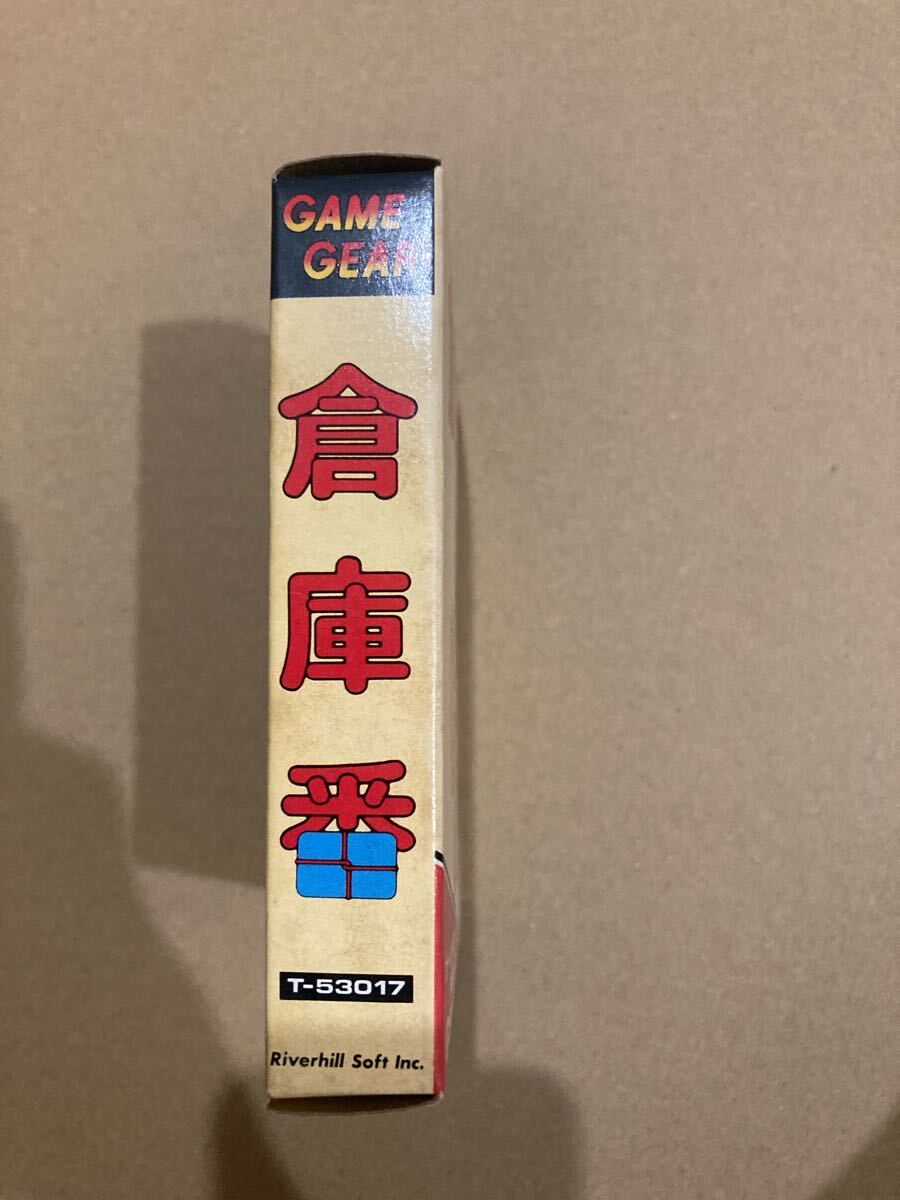 GAME
GEAR
倉庫番
T-53017
Riverhill Soft Inc.